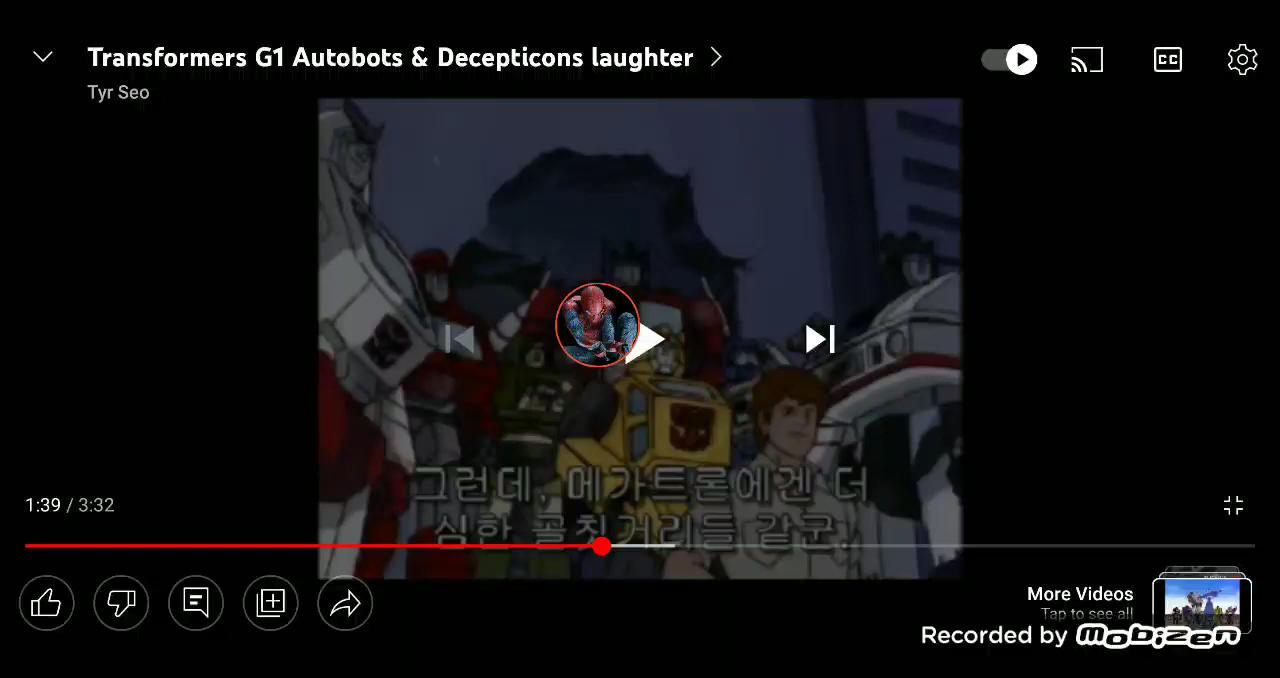 Transformers G1 Autobots & Decepticons laughter
Tyr Seo
CC
그런데, 메가트론에겐 더
심한 골칫거리들 같군.
1:39 / 3:32
More Videos
Tap to see all
Recorded by Mobizen